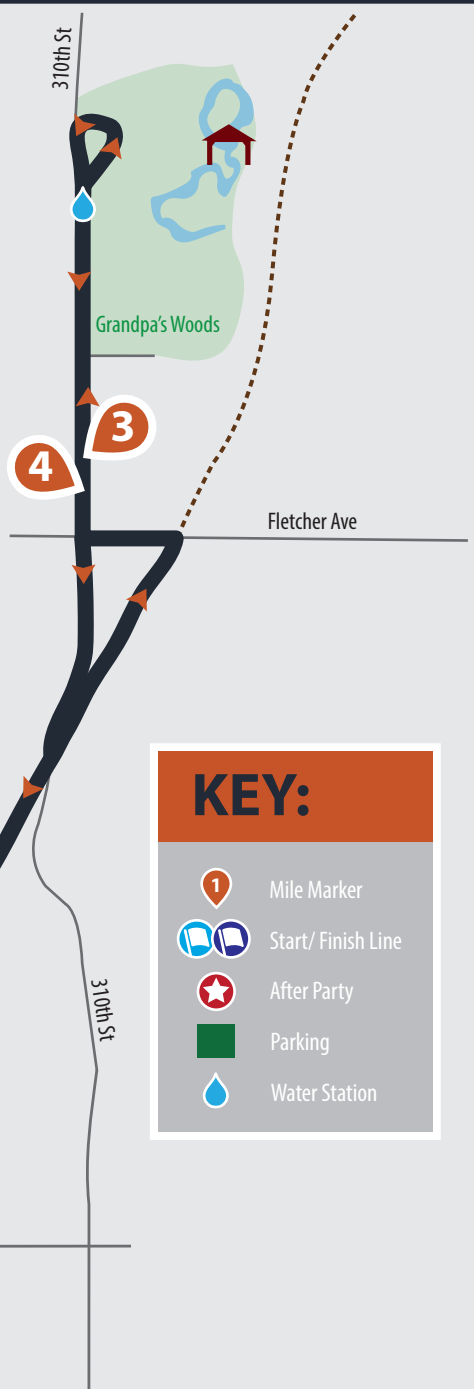 310th St
Grandpa's Woods
3
4
Fletcher Ave
KEY:
1
Mile Marker
Start/ Finish Line
After Party
Parking
Water Station
310th St